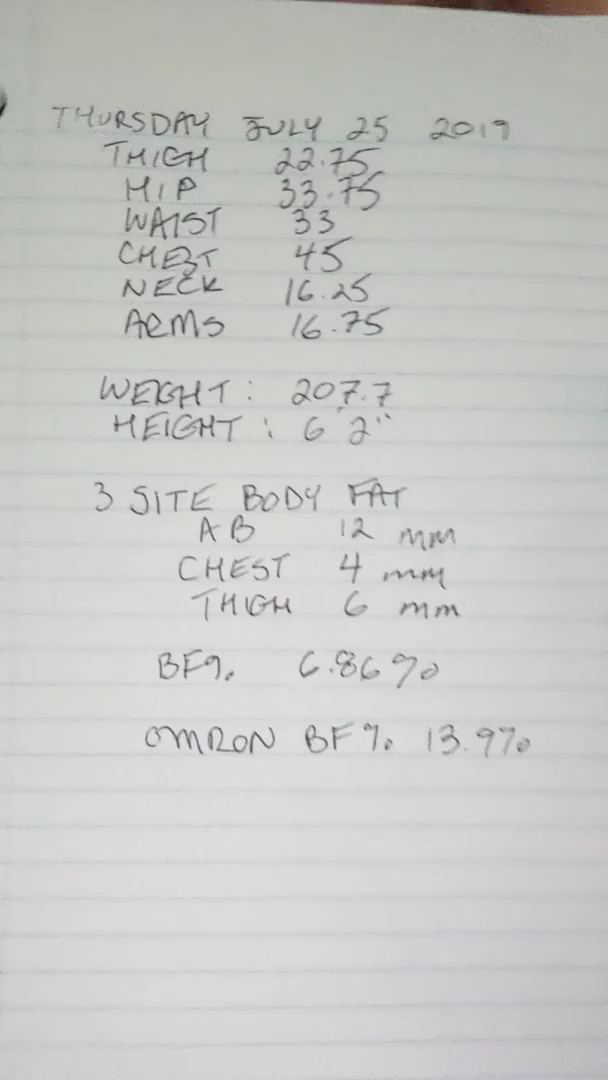 THURSDAY JULY 25 2019
THIGH 22.75
HIP 33.75
WAIST 33
CHEST 45
NECK 16.25
ARMS 16.75
WEIGHT: 207.7
HEIGHT: 6'2"
3 SITE BODY FAT
AB 12 mm
CHEST 4 mm
THIGH 6 mm
BF% 6.86%
OMRON BF% 13.9%